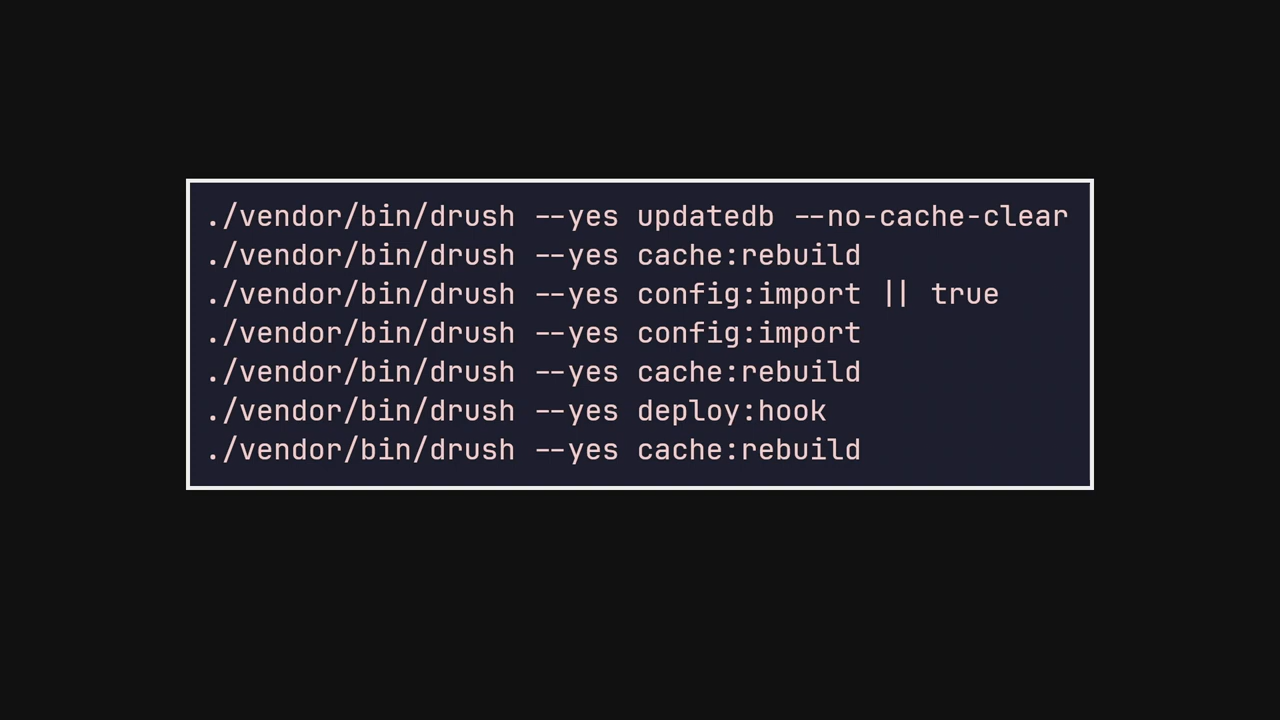 ./vendor/bin/drush --yes updatedb --no-cache-clear
./vendor/bin/drush --yes cache:rebuild
./vendor/bin/drush --yes config:import || true
./vendor/bin/drush --yes config:import
./vendor/bin/drush --yes cache:rebuild
./vendor/bin/drush --yes deploy:hook
./vendor/bin/drush --yes cache:rebuild